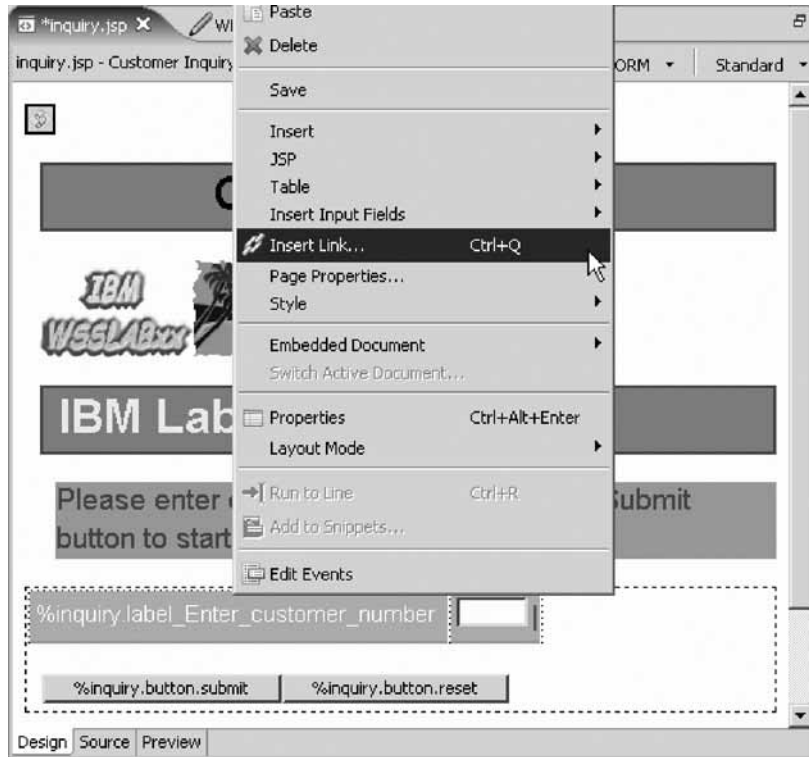 *inquiry.jsp
Paste
Delete
inquiry.jsp - Customer Inquiry
ORM
Standard
Save
Insert
JSP
Table
Insert Input Fields
Insert Link... Ctrl+Q
Page Properties...
Style
IBM
WSSLABxx
Embedded Document
Switch Active Document...
IBM Lab
Properties Ctrl+Alt+Enter
Layout Mode
Please enter
Submit
Run to Line Ctrl+R
button to start
Add to Snippets...
Edit Events
%inquiry.label_Enter_customer_number
%inquiry.button.submit %inquiry.button.reset
Design Source Preview